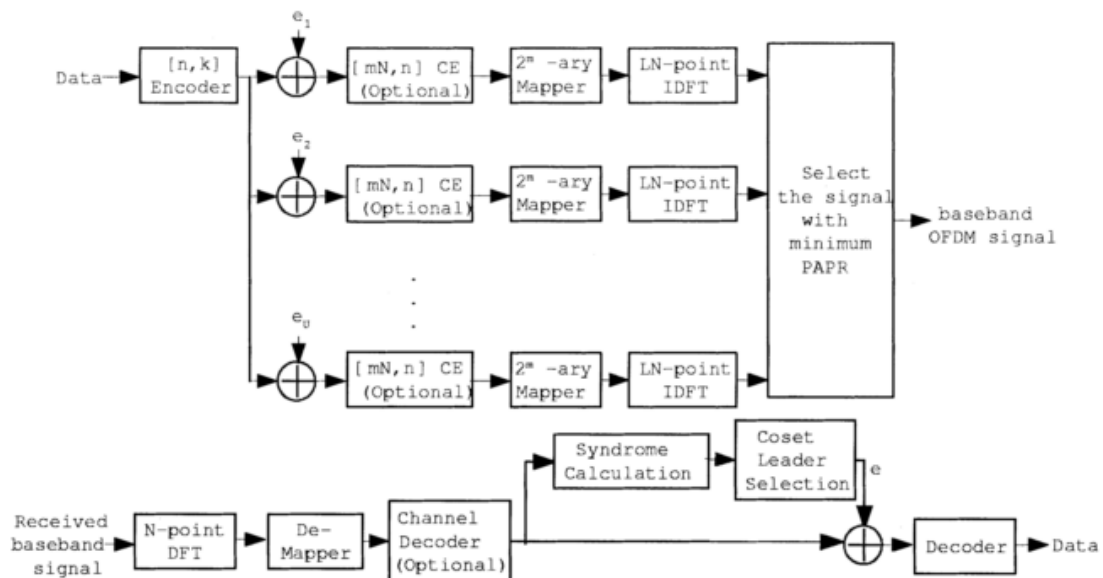 e₁
Data
[n,k]
Encoder
[mN,n] CE
(Optional)
2ᵐ -ary
Mapper
LN-point
IDFT
e₂
[mN,n] CE
(Optional)
2ᵐ -ary
Mapper
LN-point
IDFT
Select
the signal
with
minimum
PAPR
baseband
OFDM signal
. . .
e_U
[mN,n] CE
(Optional)
2ᵐ -ary
Mapper
LN-point
IDFT
Syndrome
Calculation
Coset
Leader
Selection
e
Received
baseband
signal
N-point
DFT
De-
Mapper
Channel
Decoder
(Optional)
Decoder
Data